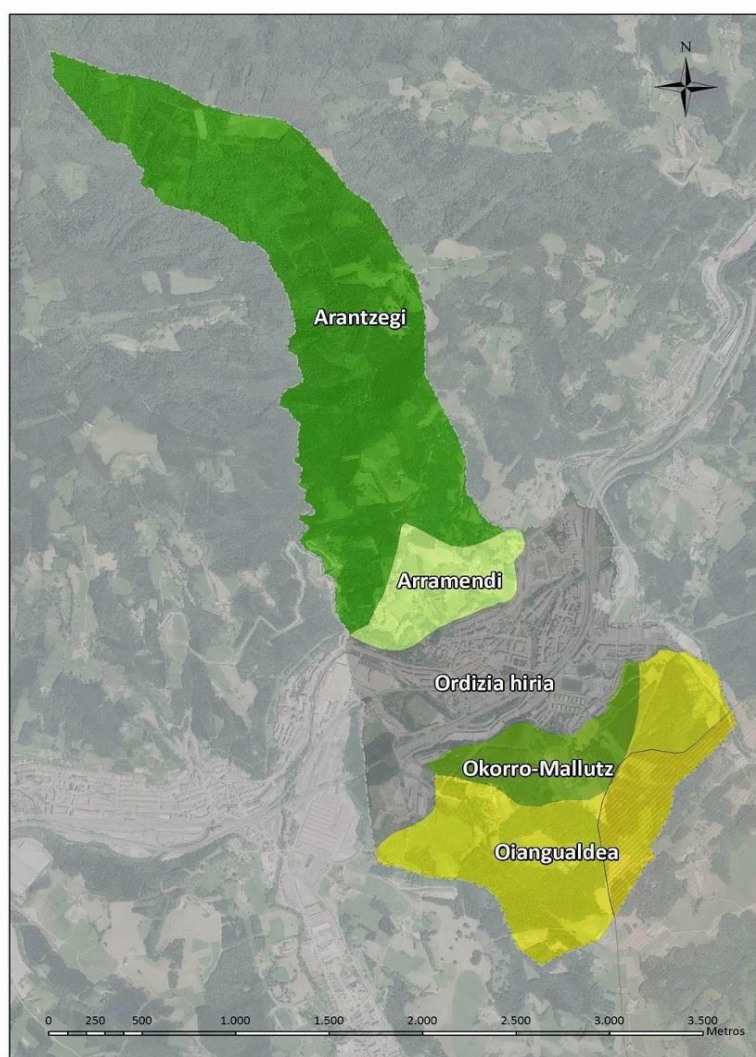 N
Arantzegi
Arramendi
Ordizia hiria
Okorro-Mallutz
Oiangualdea
0 250 500 1.000 1.500 2.000 2.500 3.000 3.500
Metros